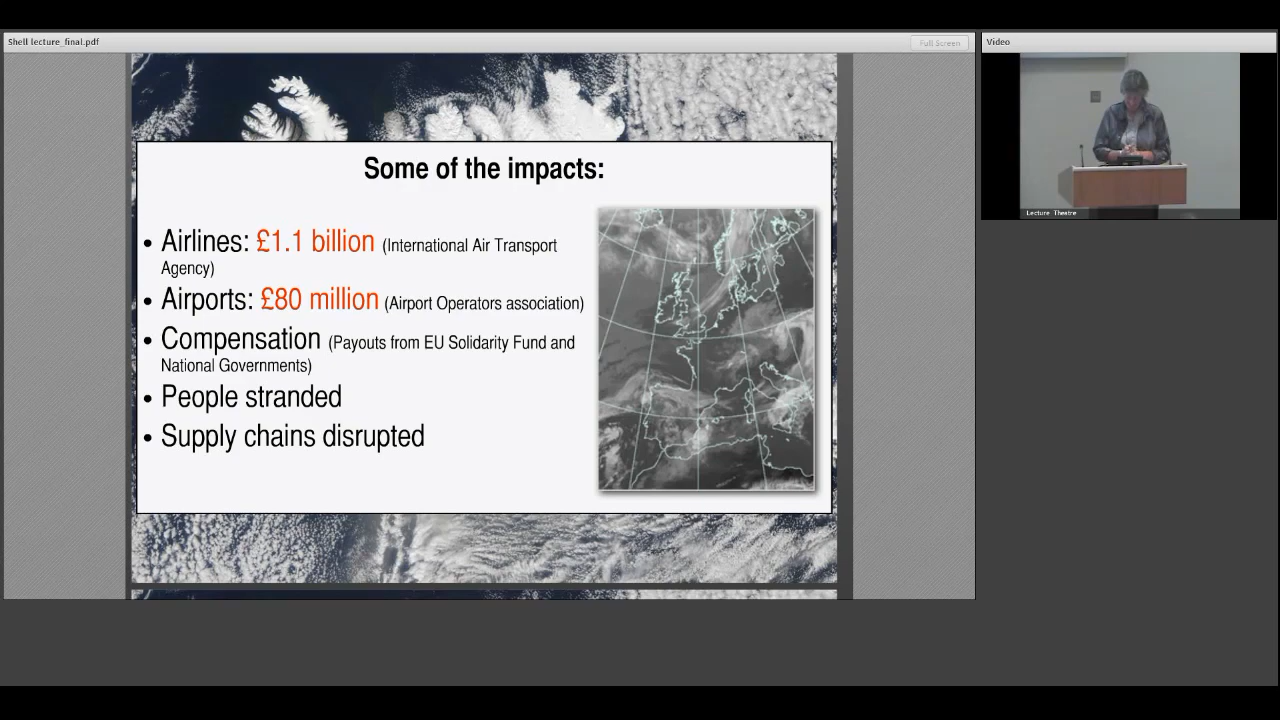 Shell lecture_final.pdf
Full Screen
Video
Some of the impacts:
• Airlines: £1.1 billion (International Air Transport
Agency)
• Airports: £80 million (Airport Operators association)
• Compensation (Payouts from EU Solidarity Fund and
National Governments)
• People stranded
• Supply chains disrupted
Lecture Theatre